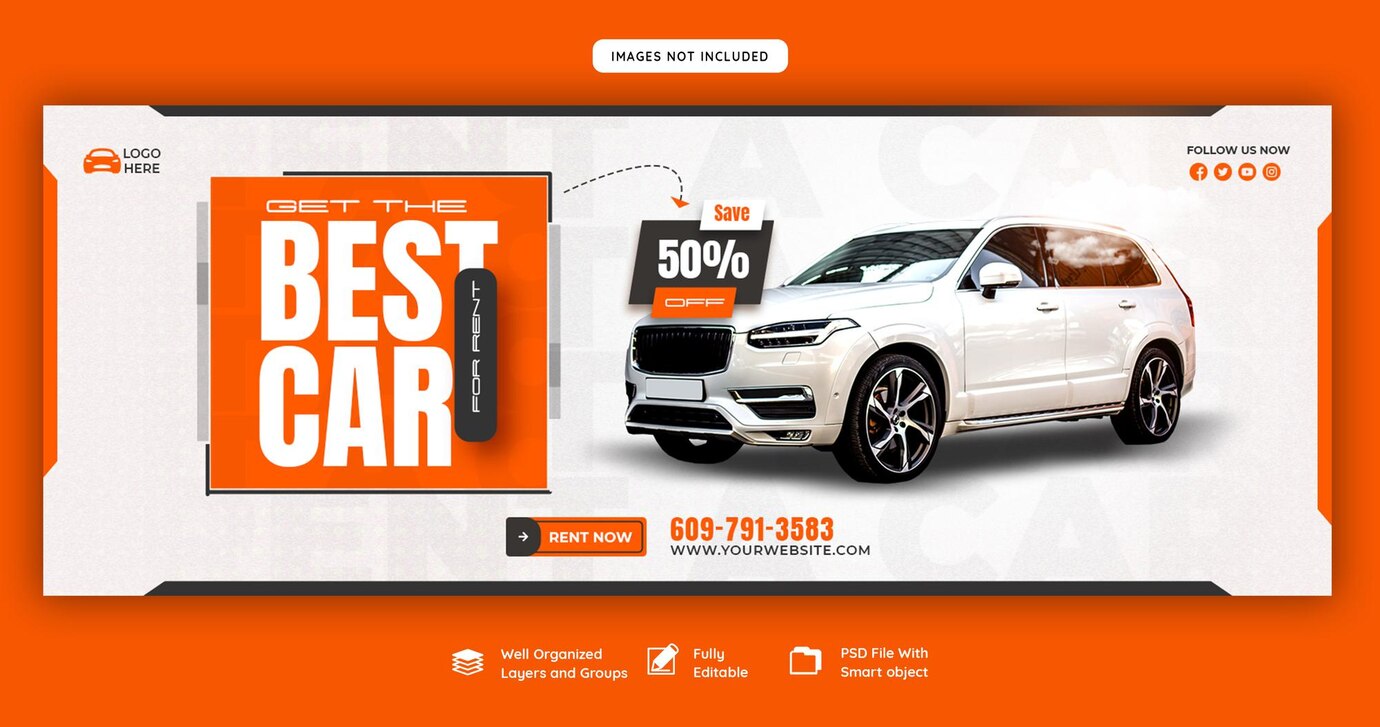 IMAGES NOT INCLUDED
LOGO
HERE
FOLLOW US NOW
GET THE
BEST
CAR
FOR RENT
Save
50%
OFF
RENT NOW
609-791-3583
WWW.YOURWEBSITE.COM
Well Organized
Layers and Groups
Fully
Editable
PSD File With
Smart object